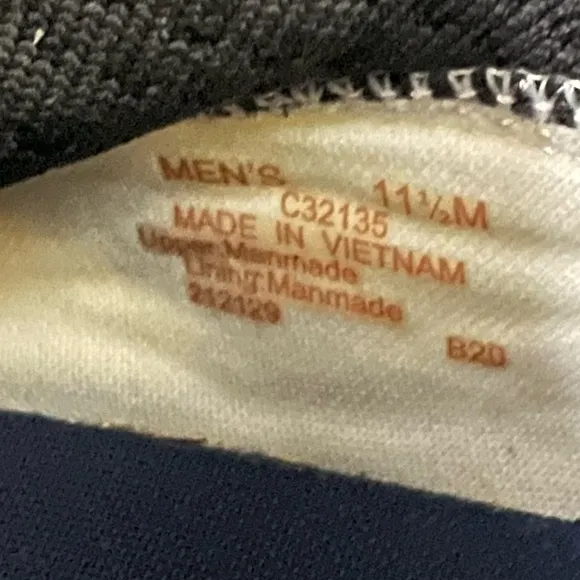 MEN'S 11½M
C32135
MADE IN VIETNAM
Upper:Manmade
Lining:Manmade
212129
B20